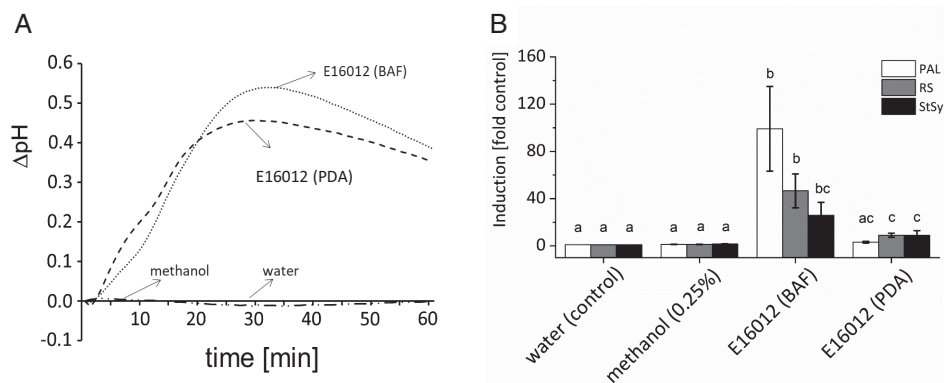 A
0.6
0.5
0.4
0.3
0.2
0.1
0.0
-0.1
ΔpH
E16012 (BAF)
E16012 (PDA)
methanol
water
10 20 30 40 50 60
time [min]
B
160
120
80
40
0
Induction [fold control]
PAL
RS
StSy
a a a
a a a
b
b
bc
ac c c
water (control)
methanol (0.25%)
E16012 (BAF)
E16012 (PDA)